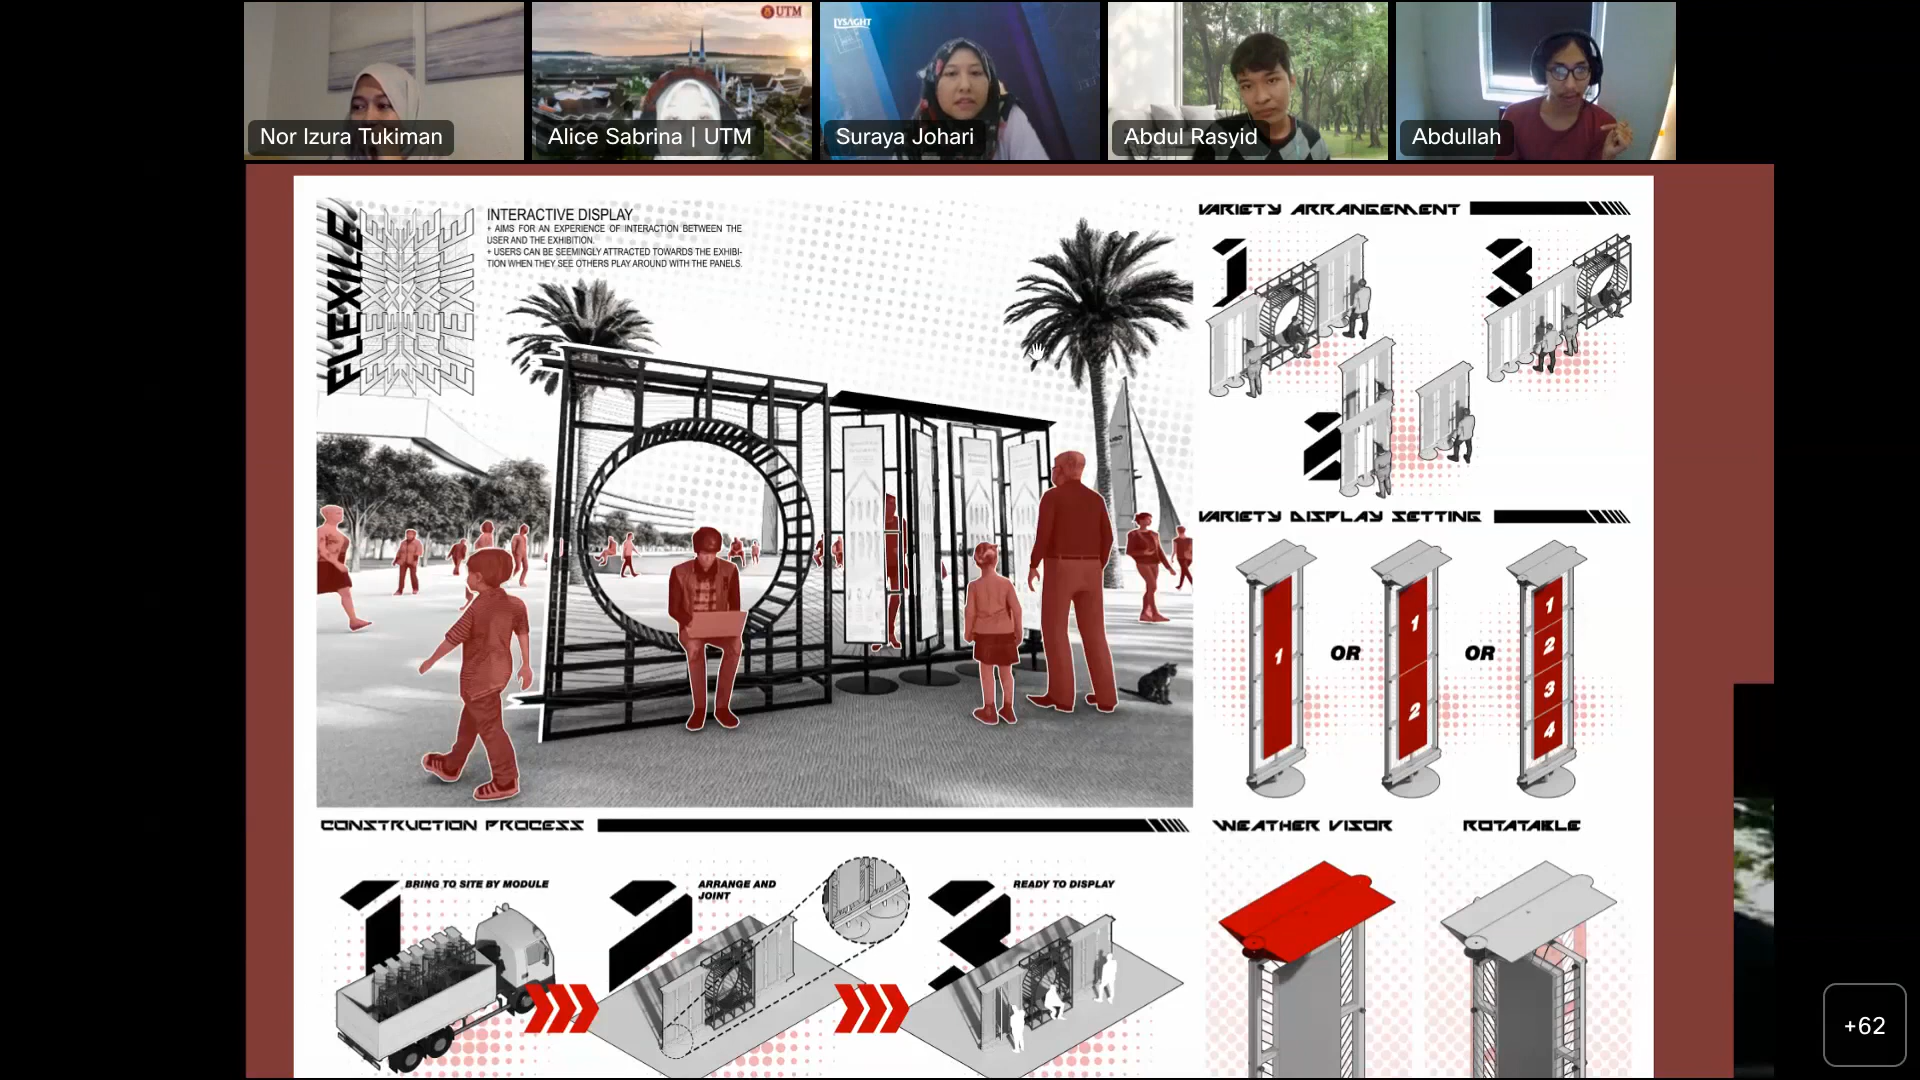 UTM
LYSAGHT
Nor Izura Tukiman
Alice Sabrina | UTM
Suraya Johari
Abdul Rasyid
Abdullah
FLEXILE
INTERACTIVE DISPLAY
+ AIMS FOR AN EXPERIENCE OF INTERACTION BETWEEN THE
USER AND THE EXHIBITION.
+ USERS CAN BE SEEMINGLY ATTRACTED TOWARDS THE EXHIBI-
TION WHEN THEY SEE OTHERS PLAY AROUND WITH THE PANELS.
VARIETY ARRANGEMENT
1
3
2
VARIETY DISPLAY SETTING
1
OR
1
2
OR
1
2
3
4
CONSTRUCTION PROCESS
1
BRING TO SITE BY MODULE
2
ARRANGE AND
JOINT
3
READY TO DISPLAY
WEATHER VISOR
ROTATABLE
+62